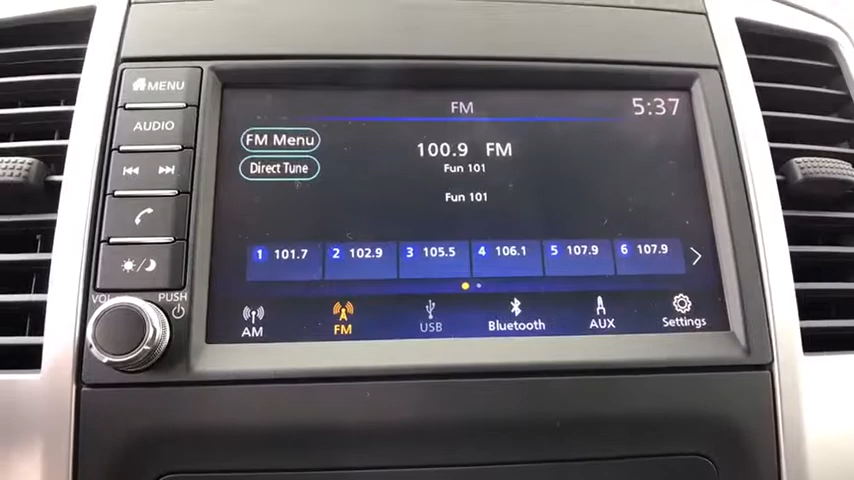 MENU
AUDIO
VOL
PUSH
FM
5:37
FM Menu
Direct Tune
100.9 FM
Fun 101
Fun 101
1 101.7
2 102.9
3 105.5
4 106.1
5 107.9
6 107.9
AM
FM
USB
Bluetooth
AUX
Settings